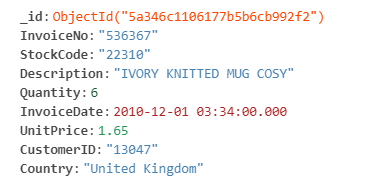 _id: ObjectId("5a346c1106177b5b6cb992f2")
InvoiceNo: "536367"
StockCode: "22310"
Description: "IVORY KNITTED MUG COSY"
Quantity: 6
InvoiceDate: 2010-12-01 03:34:00.000
UnitPrice: 1.65
CustomerID: "13047"
Country: "United Kingdom"